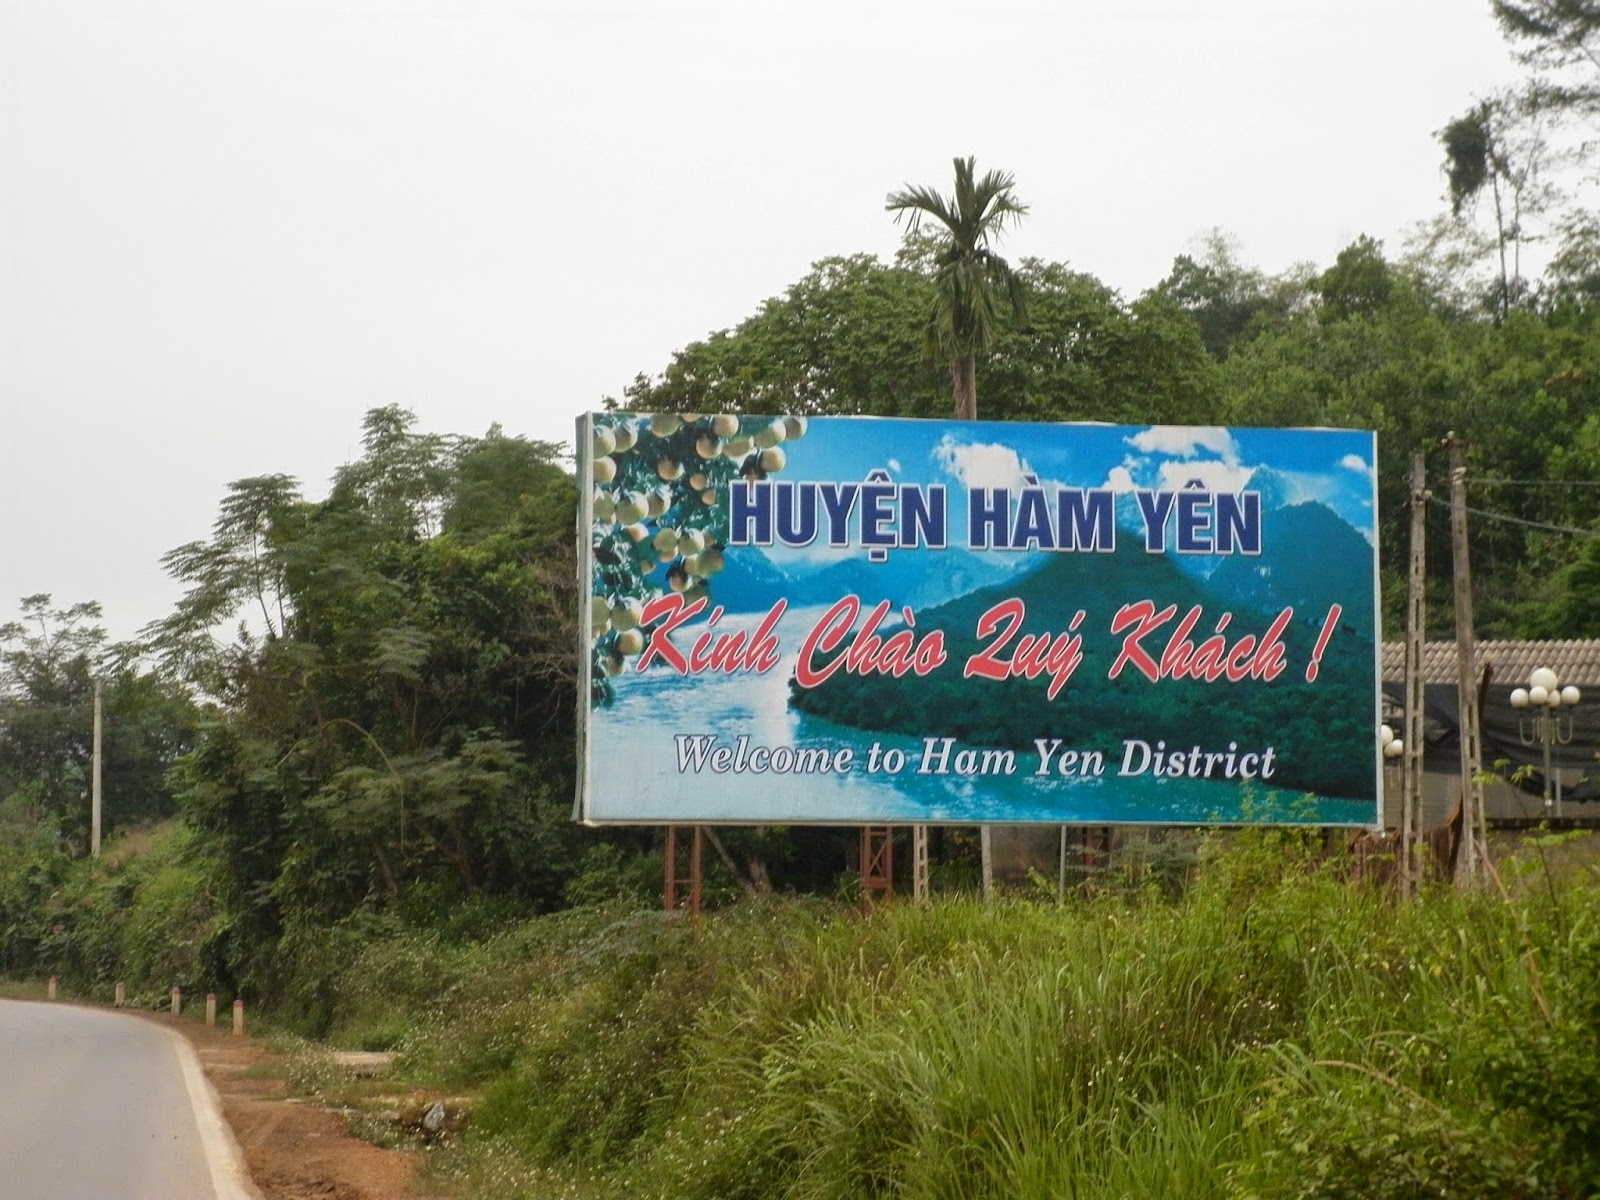 HUYỆN HÀM YÊN
Kính Chào Quý Khách !
Welcome to Ham Yen District